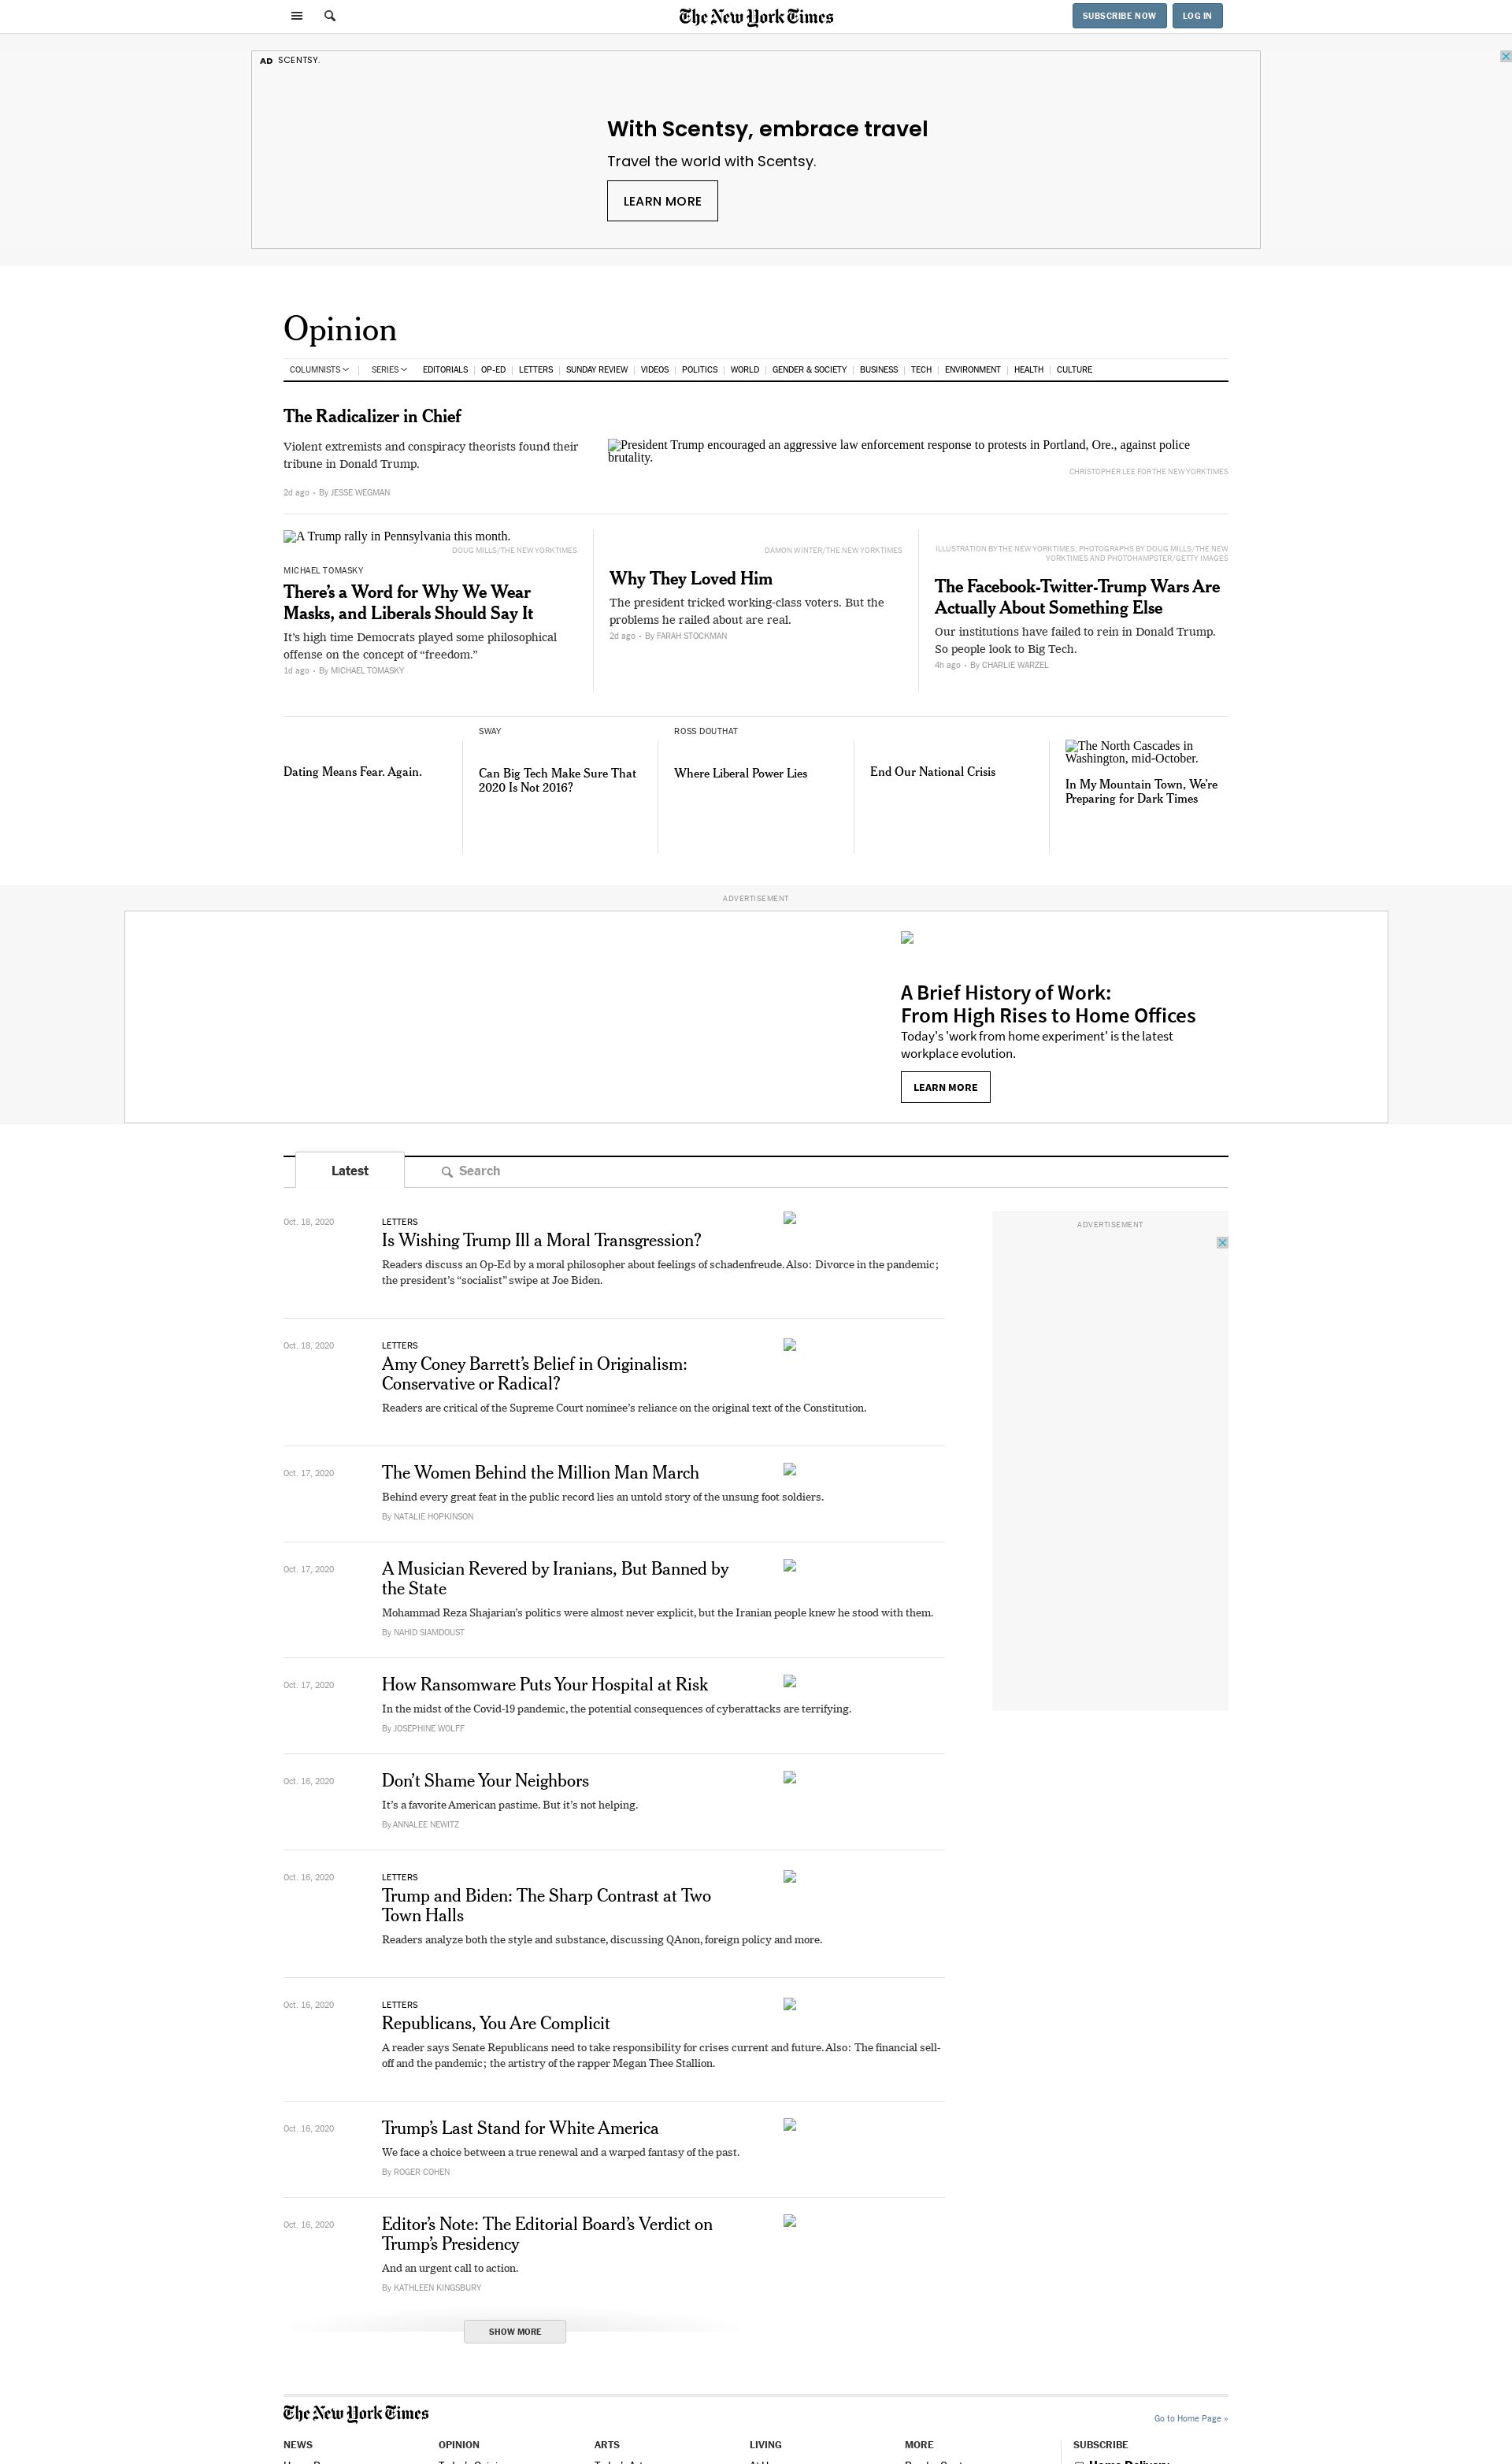 The New York Times
SUBSCRIBE NOW
LOG IN
AD SCENTSY.
With Scentsy, embrace travel
Travel the world with Scentsy.
LEARN MORE
Opinion
COLUMNISTS | SERIES EDITORIALS | OP-ED | LETTERS | SUNDAY REVIEW | VIDEOS | POLITICS | WORLD | GENDER & SOCIETY | BUSINESS | TECH | ENVIRONMENT | HEALTH | CULTURE
The Radicalizer in Chief
Violent extremists and conspiracy theorists found their
tribune in Donald Trump.
2d ago • By JESSE WEGMAN
President Trump encouraged an aggressive law enforcement response to protests in Portland, Ore., against police
brutality.
CHRISTOPHER LEE FOR THE NEW YORK TIMES
A Trump rally in Pennsylvania this month.
DOUG MILLS/THE NEW YORK TIMES
MICHAEL TOMASKY
There’s a Word for Why We Wear
Masks, and Liberals Should Say It
It’s high time Democrats played some philosophical
offense on the concept of “freedom.”
1d ago • By MICHAEL TOMASKY
DAMON WINTER/THE NEW YORK TIMES
Why They Loved Him
The president tricked working-class voters. But the
problems he railed about are real.
2d ago • By FARAH STOCKMAN
ILLUSTRATION BY THE NEW YORK TIMES; PHOTOGRAPHS BY DOUG MILLS/THE NEW
YORK TIMES AND PHOTOHAMPSTER/GETTY IMAGES
The Facebook-Twitter-Trump Wars Are
Actually About Something Else
Our institutions have failed to rein in Donald Trump.
So people look to Big Tech.
4h ago • By CHARLIE WARZEL
Dating Means Fear. Again.
SWAY
Can Big Tech Make Sure That
2020 Is Not 2016?
ROSS DOUTHAT
Where Liberal Power Lies
End Our National Crisis
The North Cascades in
Washington, mid-October.
In My Mountain Town, We’re
Preparing for Dark Times
ADVERTISEMENT
A Brief History of Work:
From High Rises to Home Offices
Today's 'work from home experiment' is the latest
workplace evolution.
LEARN MORE
Latest
Search
ADVERTISEMENT
Oct. 18, 2020
LETTERS
Is Wishing Trump Ill a Moral Transgression?
Readers discuss an Op-Ed by a moral philosopher about feelings of schadenfreude. Also: Divorce in the pandemic;
the president’s “socialist” swipe at Joe Biden.
Oct. 18, 2020
LETTERS
Amy Coney Barrett’s Belief in Originalism:
Conservative or Radical?
Readers are critical of the Supreme Court nominee’s reliance on the original text of the Constitution.
Oct. 17, 2020
The Women Behind the Million Man March
Behind every great feat in the public record lies an untold story of the unsung foot soldiers.
By NATALIE HOPKINSON
Oct. 17, 2020
A Musician Revered by Iranians, But Banned by
the State
Mohammad Reza Shajarian’s politics were almost never explicit, but the Iranian people knew he stood with them.
By NAHID SIAMDOUST
Oct. 17, 2020
How Ransomware Puts Your Hospital at Risk
In the midst of the Covid-19 pandemic, the potential consequences of cyberattacks are terrifying.
By JOSEPHINE WOLFF
Oct. 16, 2020
Don’t Shame Your Neighbors
It’s a favorite American pastime. But it’s not helping.
By ANNALEE NEWITZ
Oct. 16, 2020
LETTERS
Trump and Biden: The Sharp Contrast at Two
Town Halls
Readers analyze both the style and substance, discussing QAnon, foreign policy and more.
Oct. 16, 2020
LETTERS
Republicans, You Are Complicit
A reader says Senate Republicans need to take responsibility for crises current and future. Also: The financial sell-
off and the pandemic; the artistry of the rapper Megan Thee Stallion.
Oct. 16, 2020
Trump’s Last Stand for White America
We face a choice between a true renewal and a warped fantasy of the past.
By ROGER COHEN
Oct. 16, 2020
Editor’s Note: The Editorial Board’s Verdict on
Trump’s Presidency
And an urgent call to action.
By KATHLEEN KINGSBURY
SHOW MORE
The New York Times
Go to Home Page »
NEWS OPINION ARTS LIVING MORE SUBSCRIBE